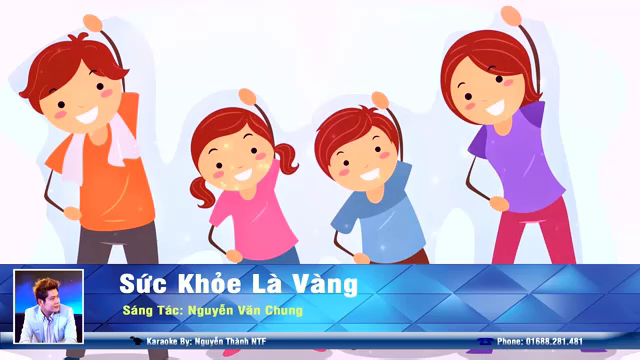 Sức Khỏe Là Vàng
Sáng Tác: Nguyễn Văn Chung
Karaoke By: Nguyễn Thành NTF
Phone: 01688.281.481